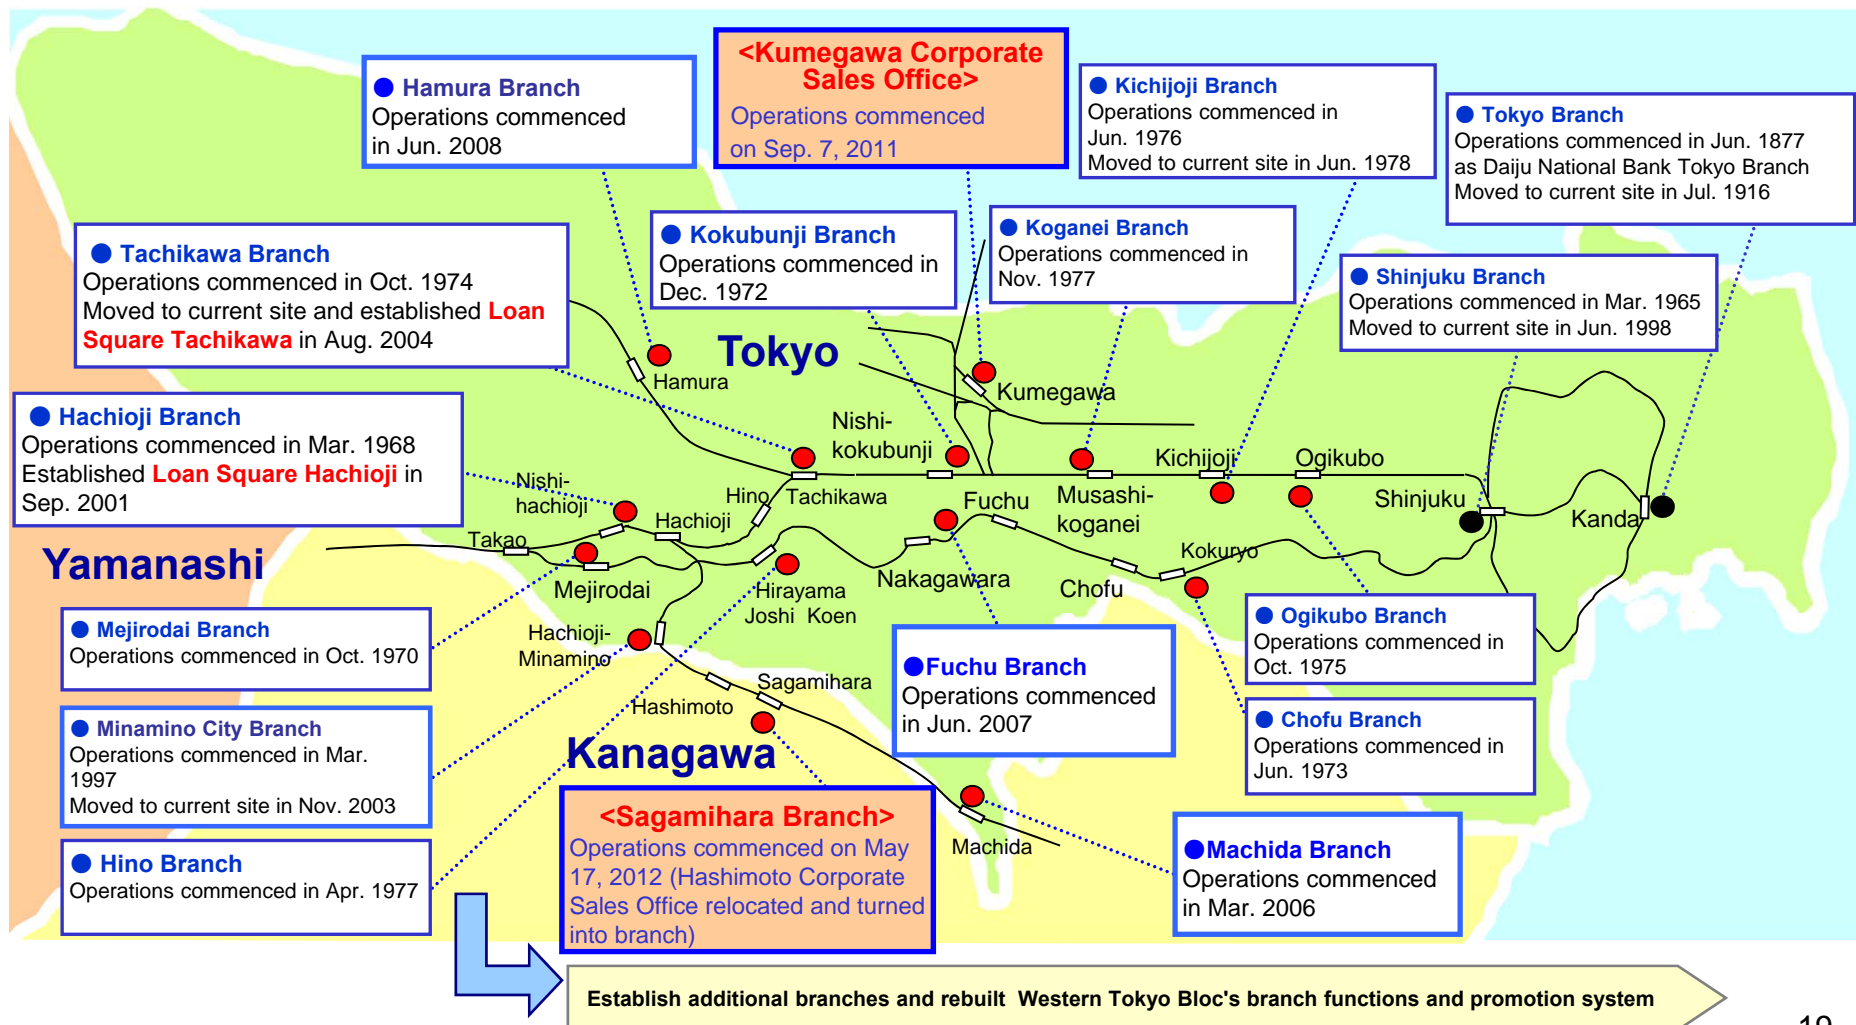 ● Hamura Branch
Operations commenced
in Jun. 2008
<Kumegawa Corporate
Sales Office>
Operations commenced
on Sep. 7, 2011
● Kichijoji Branch
Operations commenced in
Jun. 1976
Moved to current site in Jun. 1978
● Tokyo Branch
Operations commenced in Jun. 1877
as Daiju National Bank Tokyo Branch
Moved to current site in Jul. 1916
● Tachikawa Branch
Operations commenced in Oct. 1974
Moved to current site and established Loan
Square Tachikawa in Aug. 2004
● Kokubunji Branch
Operations commenced in
Dec. 1972
● Koganei Branch
Operations commenced in
Nov. 1977
● Shinjuku Branch
Operations commenced in Mar. 1965
Moved to current site in Jun. 1998
Tokyo
Hamura
Kumegawa
● Hachioji Branch
Operations commenced in Mar. 1968
Established Loan Square Hachioji in
Sep. 2001
Nishi-
kokubunji
Kichijoji
Ogikubo
Nishi-
hachioji
Hino
Tachikawa
Fuchu
Musashi-
koganei
Shinjuku
Kanda
Hachioji
Takao
Yamanashi
Mejirodai
Hirayama
Joshi Koen
Nakagawara
Chofu
Kokuryo
● Mejirodai Branch
Operations commenced in Oct. 1970
Hachioji-
Minamino
Sagamihara
Hashimoto
Kanagawa
● Fuchu Branch
Operations commenced
in Jun. 2007
● Ogikubo Branch
Operations commenced in
Oct. 1975
● Minamino City Branch
Operations commenced in Mar.
1997
Moved to current site in Nov. 2003
● Chofu Branch
Operations commenced in
Jun. 1973
<Sagamihara Branch>
Operations commenced on May
17, 2012 (Hashimoto Corporate
Sales Office relocated and turned
into branch)
Machida
● Machida Branch
Operations commenced
in Mar. 2006
● Hino Branch
Operations commenced in Apr. 1977
Establish additional branches and rebuilt Western Tokyo Bloc's branch functions and promotion system